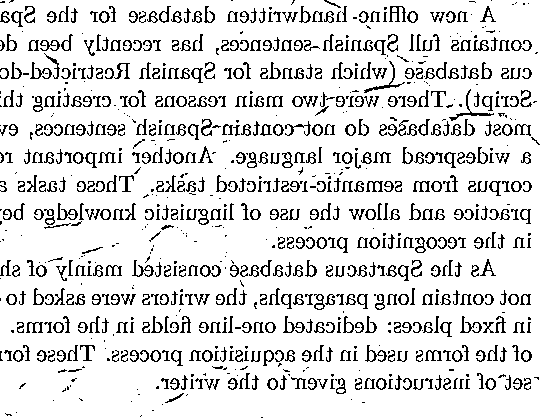 A new offline handwritten database for the Spa
contains full Spanish sentences, has recently been de
cus database (which stands for Spanish Restricted-do
Script). There were two main reasons for creating thi
most databases do not contain Spanish sentences, ev
a widespread major language. Another important re
corpus from semantic-restricted tasks. These tasks a
practice and allow the use of linguistic knowledge bey
in the recognition process.
As the Spartacus database consisted mainly of sh
not contain long paragraphs, the writers were asked to
in fixed places: dedicated one-line fields in the forms.
of the forms used in the acquisition process. These for
set of instructions given to the writer.